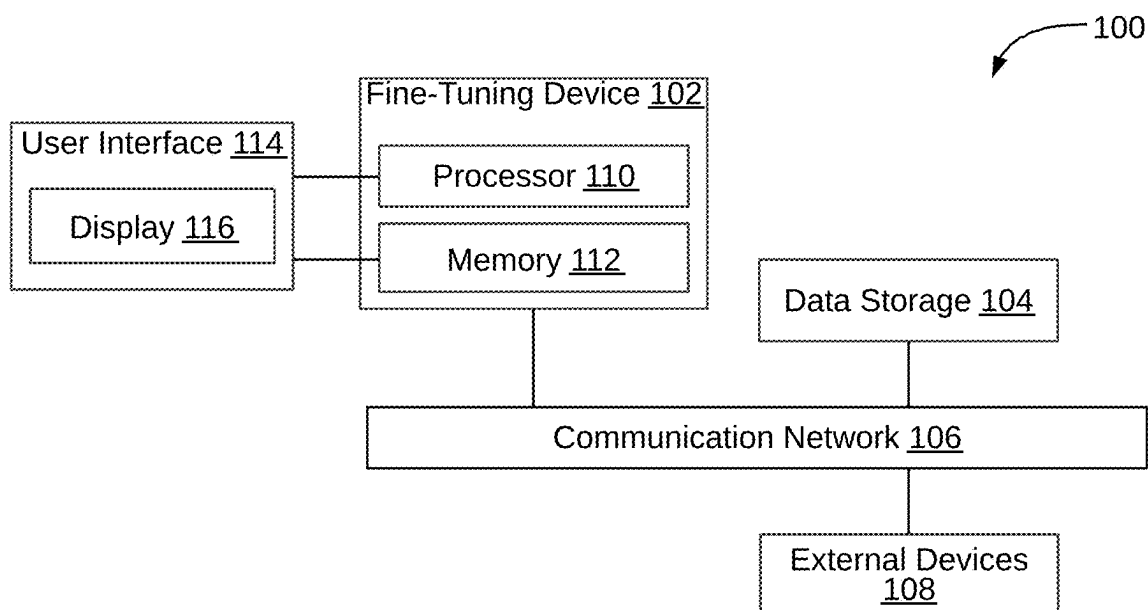 100
Fine-Tuning Device 102
User Interface 114
Processor 110
Display 116
Memory 112
Data Storage 104
Communication Network 106
External Devices
108